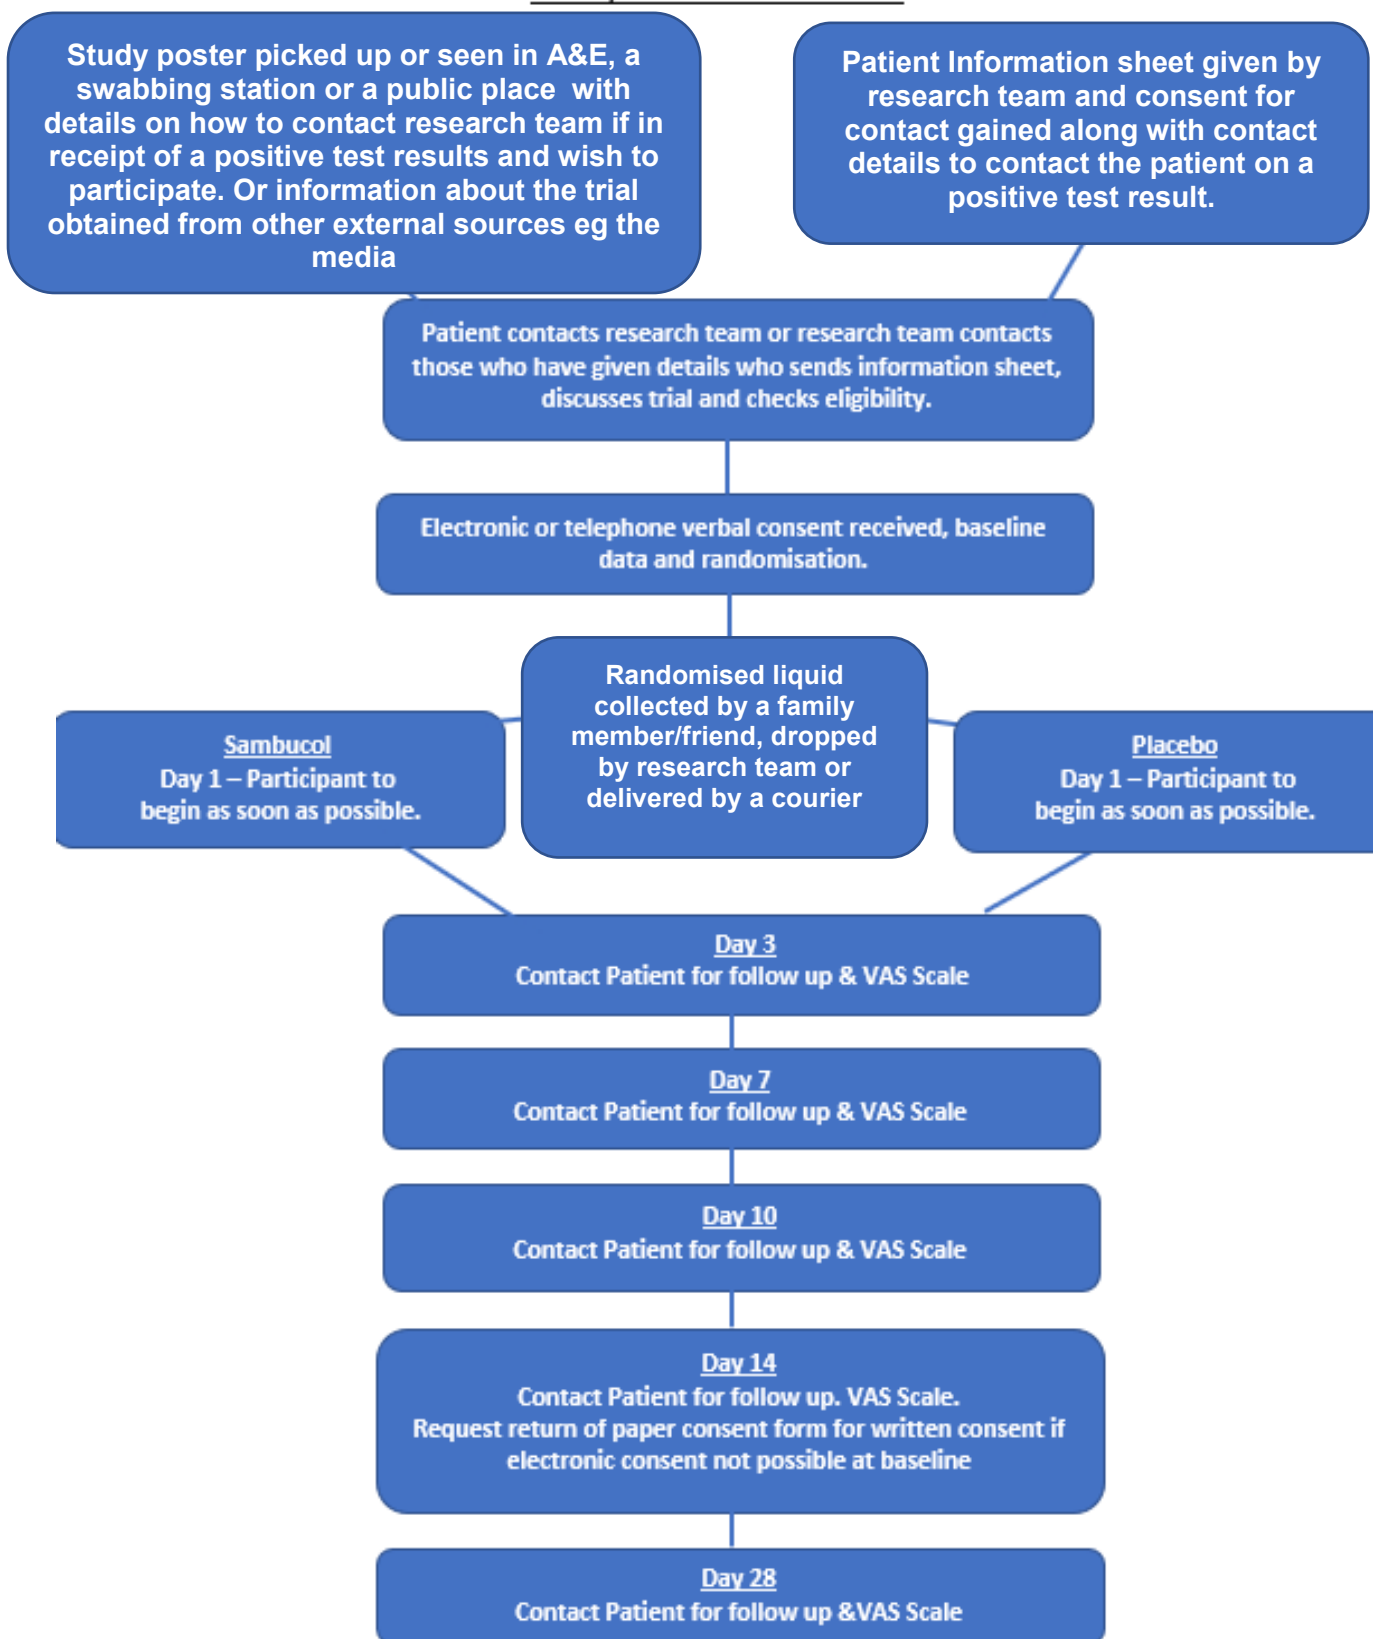 Study poster picked up or seen in A&E, a
swabbing station or a public place with
details on how to contact research team if in
receipt of a positive test results and wish to
participate. Or information about the trial
obtained from other external sources eg the
media
Patient Information sheet given by
research team and consent for
contact gained along with contact
details to contact the patient on a
positive test result.
Patient contacts research team or research team contacts
those who have given details who sends information sheet,
discusses trial and checks eligibility.
Electronic or telephone verbal consent received, baseline
data and randomisation.
Randomised liquid
collected by a family
member/friend, dropped
by research team or
delivered by a courier
Sambucol
Day 1 – Participant to
begin as soon as possible.
Placebo
Day 1 – Participant to
begin as soon as possible.
Day 3
Contact Patient for follow up & VAS Scale
Day 7
Contact Patient for follow up & VAS Scale
Day 10
Contact Patient for follow up & VAS Scale
Day 14
Contact Patient for follow up. VAS Scale.
Request return of paper consent form for written consent if
electronic consent not possible at baseline
Day 28
Contact Patient for follow up &VAS Scale